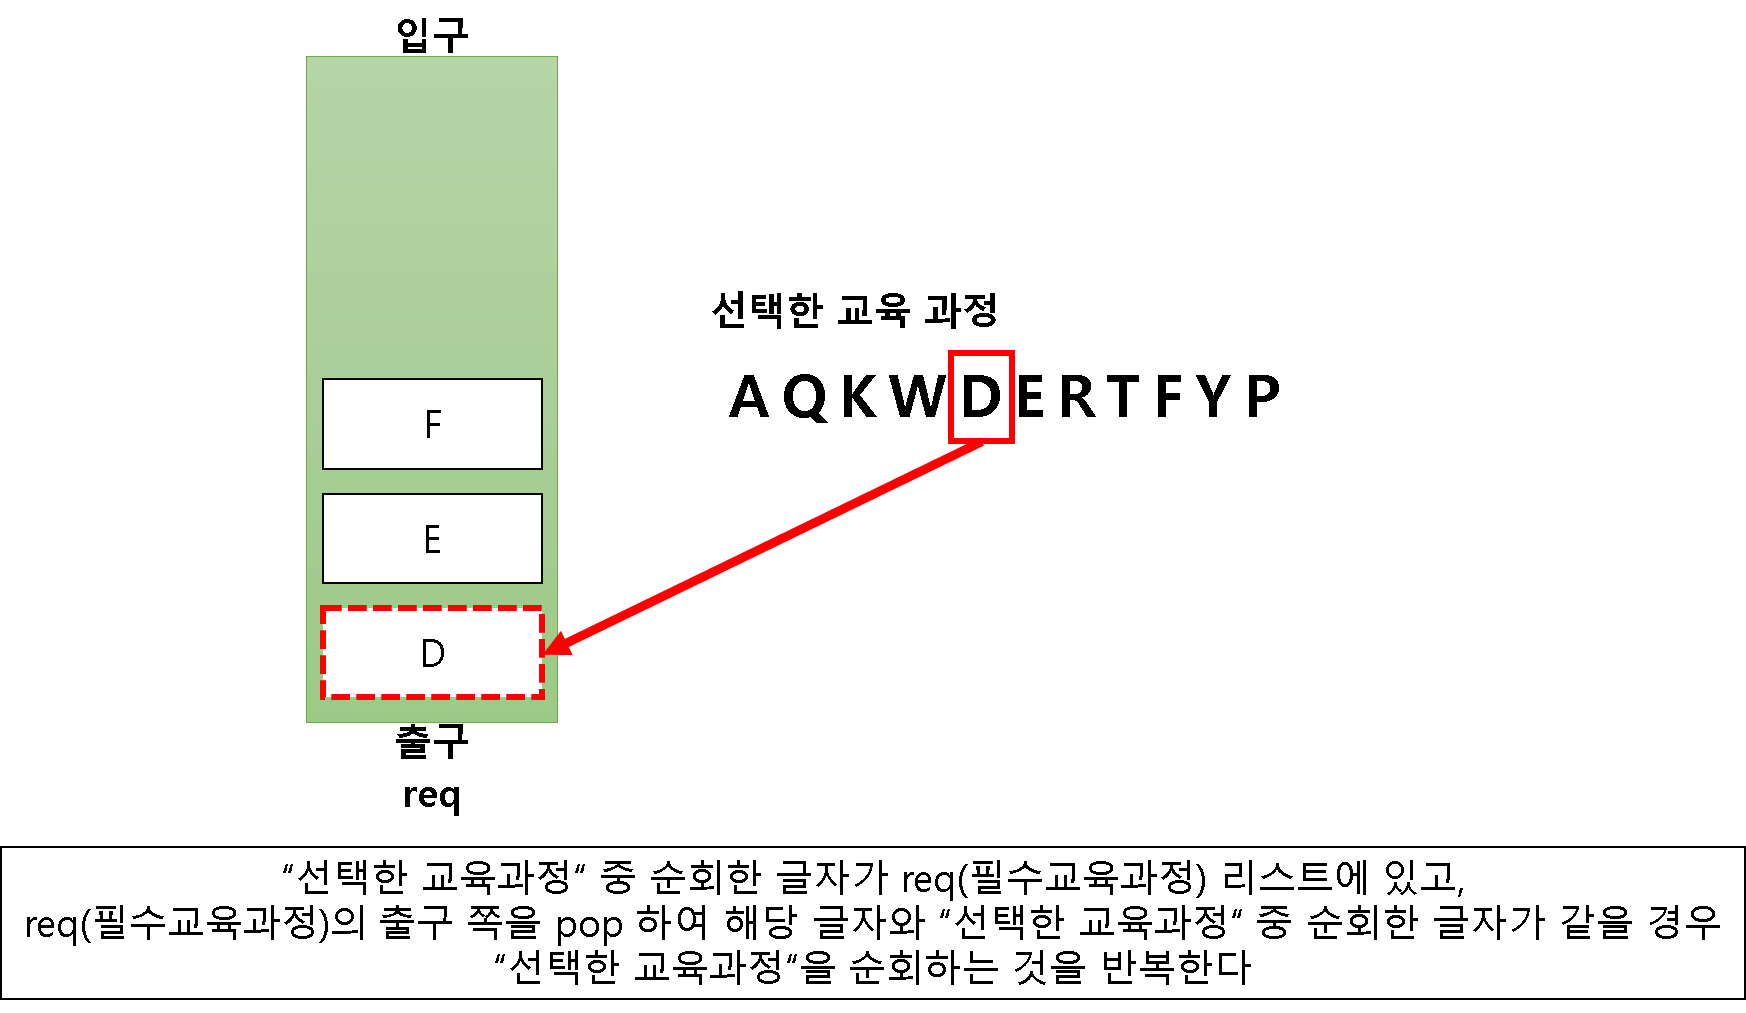 입구
선택한 교육 과정
A Q K W D E R T F Y P
F
E
D
출구
req
“선택한 교육과정“ 중 순회한 글자가 req(필수교육과정) 리스트에 있고,
req(필수교육과정)의 출구 쪽을 pop 하여 해당 글자와 “선택한 교육과정“ 중 순회한 글자가 같을 경우
“선택한 교육과정“을 순회하는 것을 반복한다